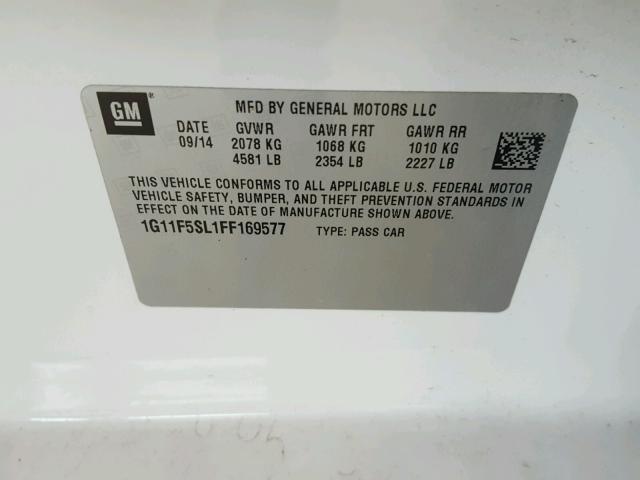 GM
MFD BY GENERAL MOTORS LLC
DATE GVWR GAWR FRT GAWR RR
09/14 2078 KG 1068 KG 1010 KG
4581 LB 2354 LB 2227 LB
THIS VEHICLE CONFORMS TO ALL APPLICABLE U.S. FEDERAL MOTOR
VEHICLE SAFETY, BUMPER, AND THEFT PREVENTION STANDARDS IN
EFFECT ON THE DATE OF MANUFACTURE SHOWN ABOVE.
1G11F5SL1FF169577 TYPE: PASS CAR